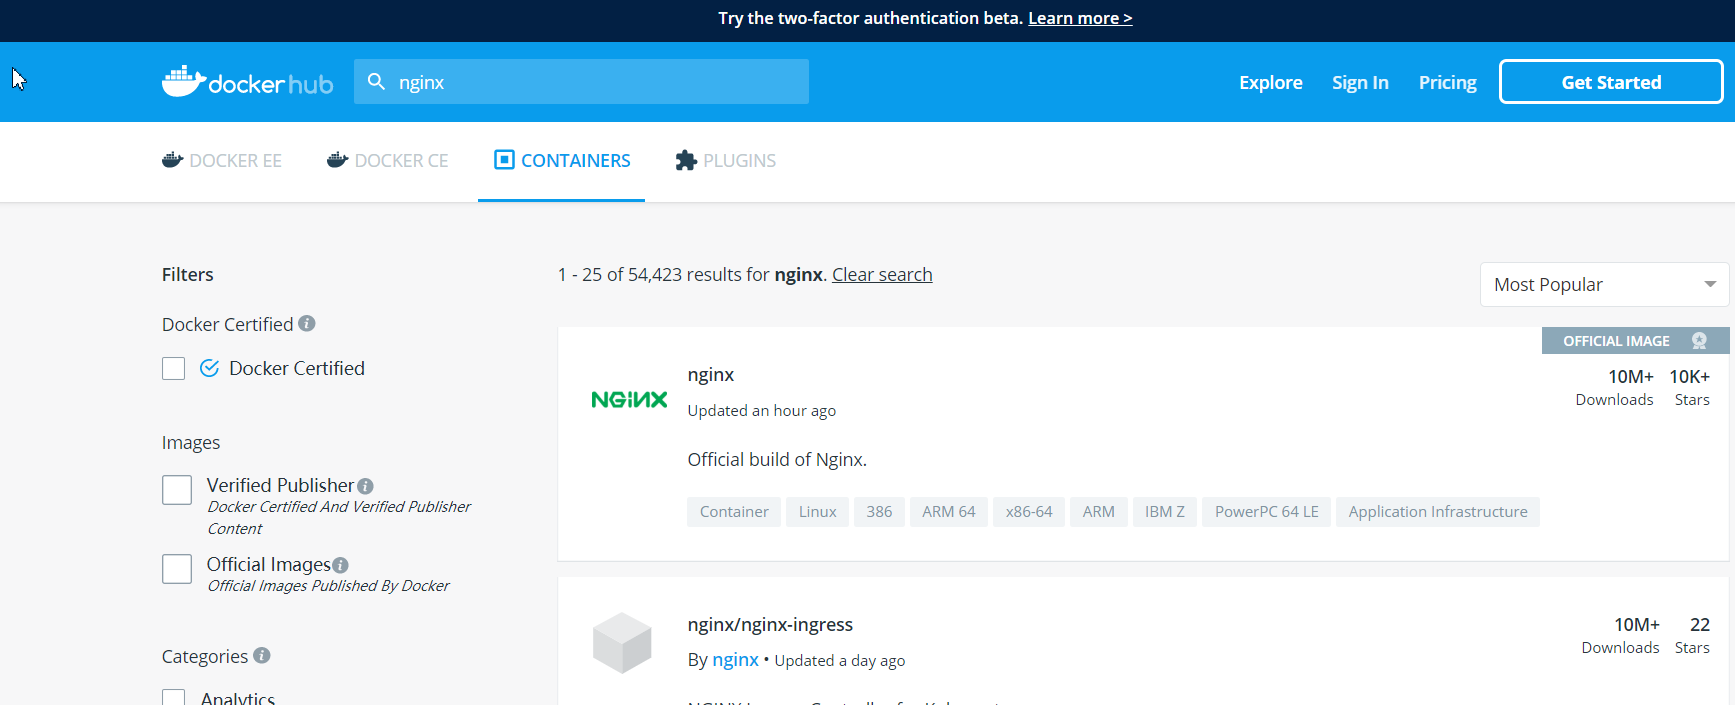 Try the two-factor authentication beta. Learn more >
docker hub
nginx
Explore
Sign In
Pricing
Get Started
DOCKER EE
DOCKER CE
CONTAINERS
PLUGINS
Filters
Docker Certified
Docker Certified
Images
Verified Publisher
Docker Certified And Verified Publisher
Content
Official Images
Official Images Published By Docker
Categories
Analytics
1 - 25 of 54,423 results for nginx. Clear search
Most Popular
OFFICIAL IMAGE
NGINX
nginx
Updated an hour ago
10M+ 10K+
Downloads Stars
Official build of Nginx.
Container Linux 386 ARM 64 x86-64 ARM IBM Z PowerPC 64 LE Application Infrastructure
nginx/nginx-ingress
By nginx • Updated a day ago
10M+ 22
Downloads Stars